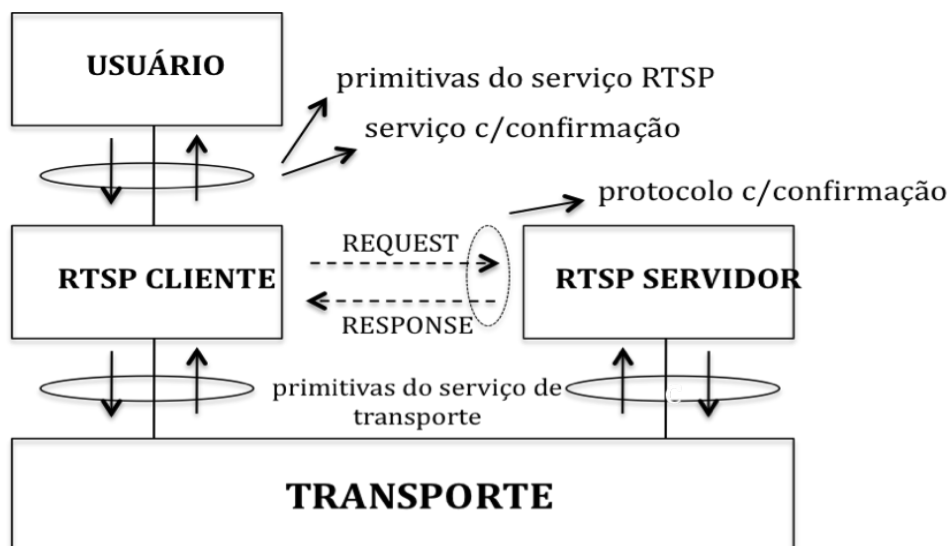 USUÁRIO
primitivas do serviço RTSP
serviço c/confirmação
protocolo c/confirmação
REQUEST
RTSP CLIENTE
RTSP SERVIDOR
RESPONSE
primitivas do serviço de
transporte
TRANSPORTE